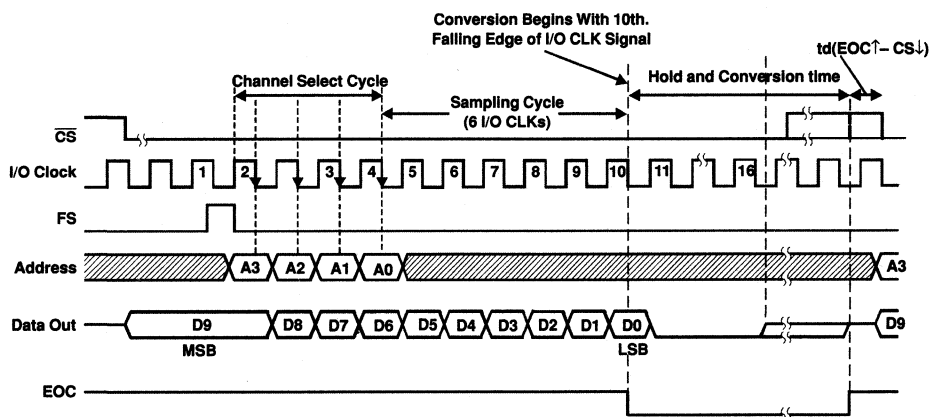 Conversion Begins With 10th.
Falling Edge of I/O CLK Signal
td(EOC↑– CS↓)
Channel Select Cycle
Hold and Conversion time
Sampling Cycle
(6 I/O CLKs)
CS
I/O Clock 1 2 3 4 5 6 7 8 9 10 11 16
FS
Address A3 A2 A1 A0 A3
Data Out D9 D8 D7 D6 D5 D4 D3 D2 D1 D0 D9
MSB LSB
EOC